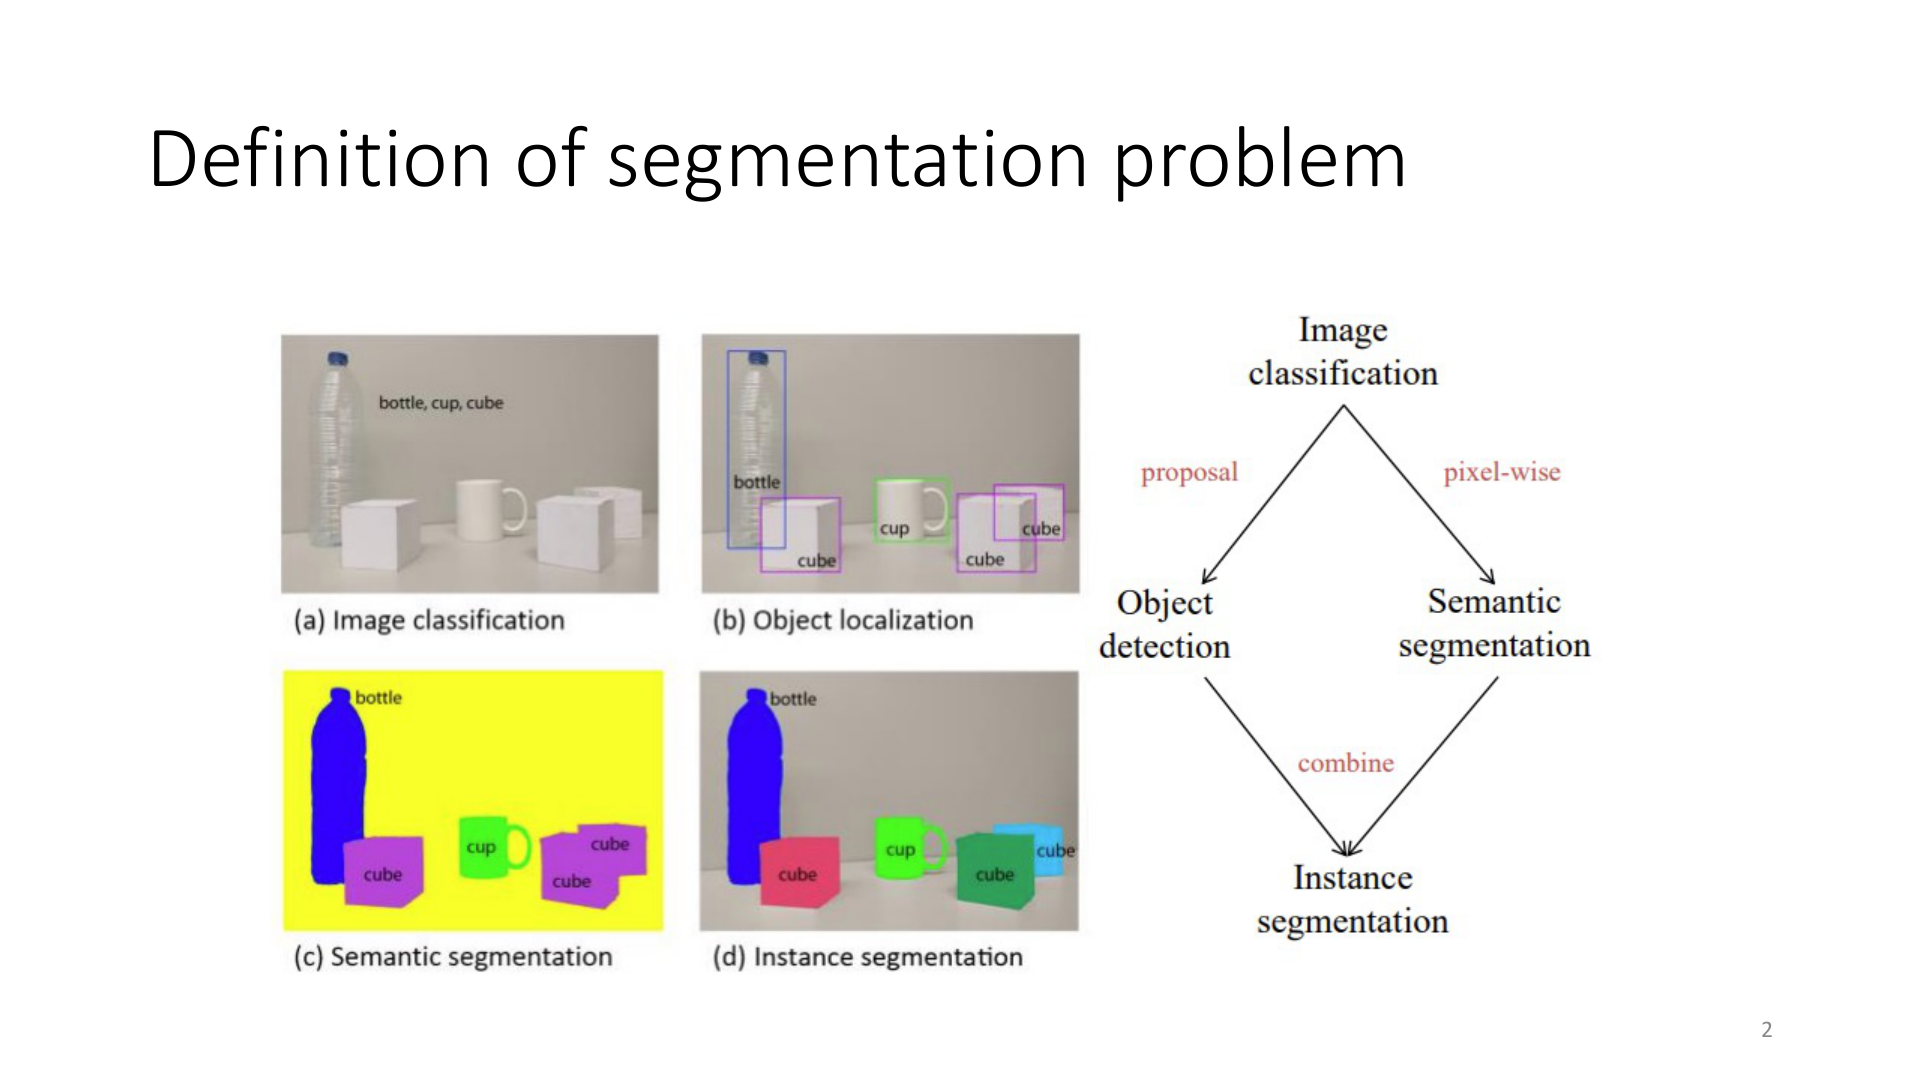 Definition of segmentation problem
bottle, cup, cube
(a) Image classification
bottle
cup
cube
cube
cube
(b) Object localization
bottle
cup
cube
cube
cube
(c) Semantic segmentation
bottle
cup
cube
cube
cube
(d) Instance segmentation
Image
classification
proposal
pixel-wise
Object
detection
Semantic
segmentation
combine
Instance
segmentation
2